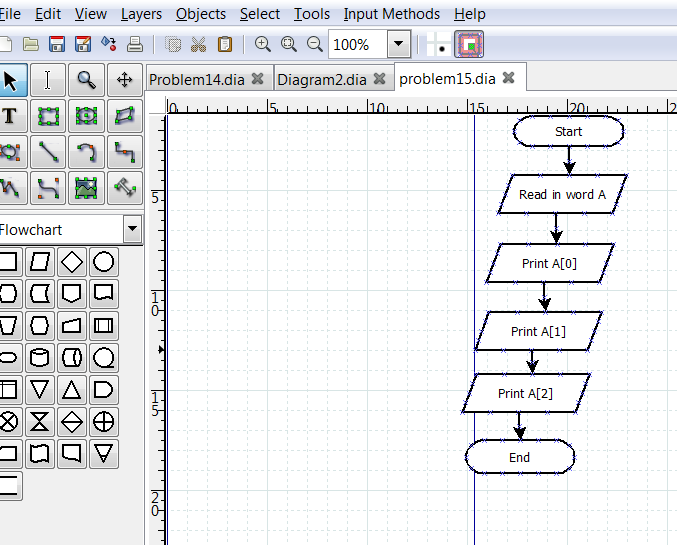 File Edit View Layers Objects Select Tools Input Methods Help
100%
Problem14.dia Diagram2.dia problem15.dia
T
0 5 10 15 20 2
Flowchart
5
10
15
20
Start
Read in word A
Print A[0]
Print A[1]
Print A[2]
End